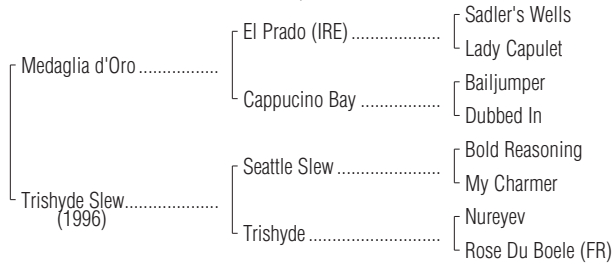 Sadler's Wells
El Prado (IRE) ....................
Lady Capulet
Medaglia d'Oro .................
Bailjumper
Cappucino Bay .................
Dubbed In
Bold Reasoning
Seattle Slew .......................
My Charmer
Trishyde Slew....................
(1996)
Nureyev
Trishyde .............................
Rose Du Boele (FR)